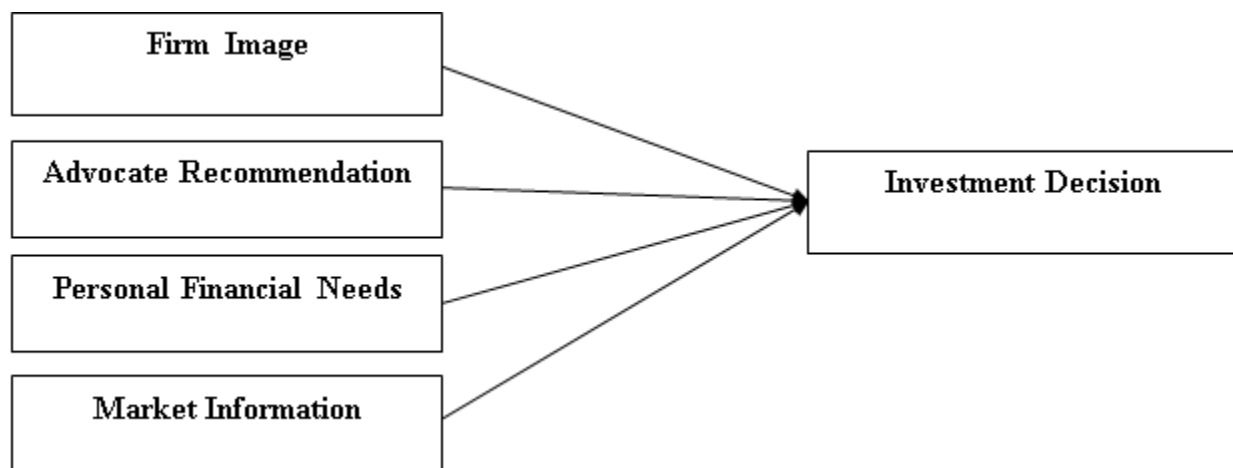 Firm Image
Advocate Recommendation
Personal Financial Needs
Market Information
Investment Decision